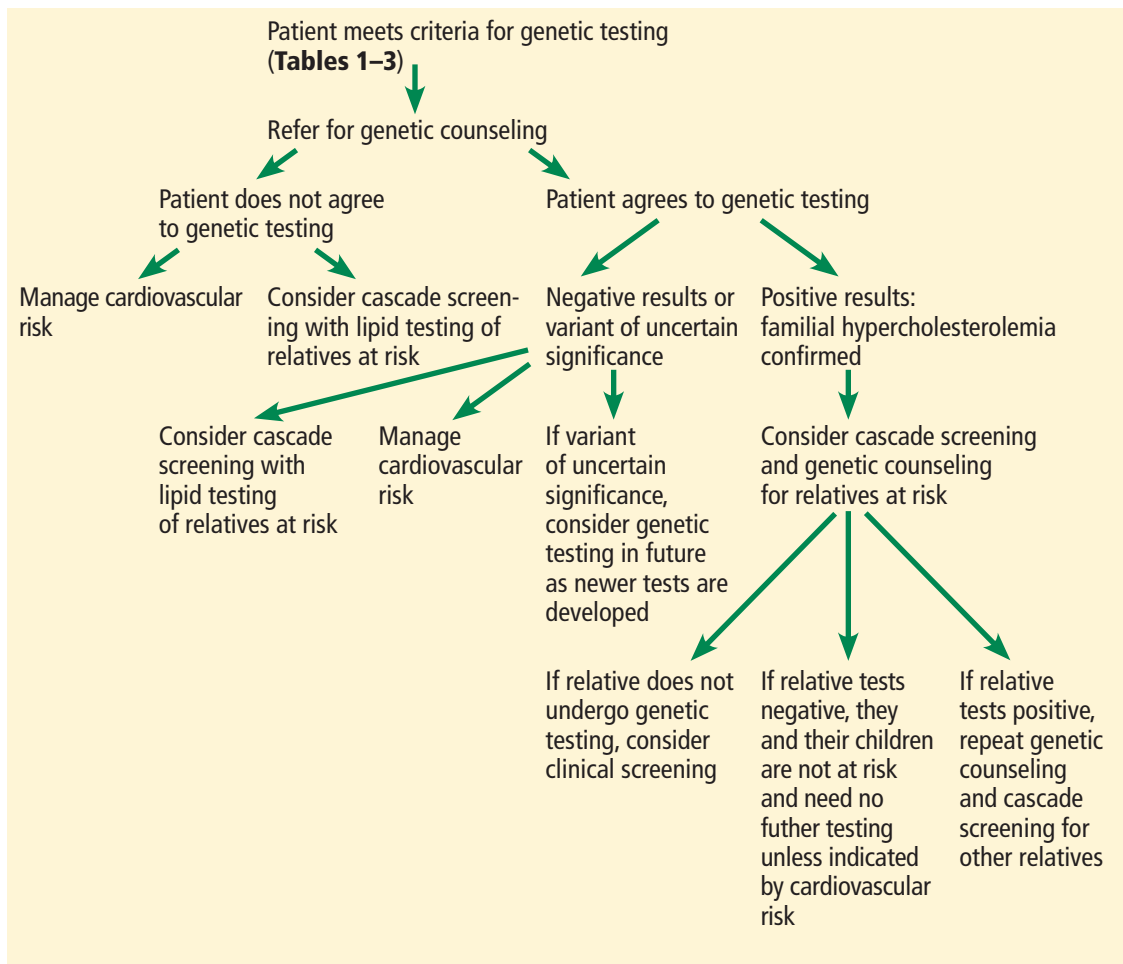 Patient meets criteria for genetic testing
(Tables 1–3)
Refer for genetic counseling
Patient does not agree
to genetic testing
Patient agrees to genetic testing
Manage cardiovascular
risk
Consider cascade screen-
ing with lipid testing of
relatives at risk
Negative results or
variant of uncertain
significance
Positive results:
familial hypercholesterolemia
confirmed
Consider cascade
screening with
lipid testing
of relatives at risk
Manage
cardiovascular
risk
If variant
of uncertain
significance,
consider genetic
testing in future
as newer tests are
developed
Consider cascade screening
and genetic counseling
for relatives at risk
If relative does not
undergo genetic
testing, consider
clinical screening
If relative tests
negative, they
and their children
are not at risk
and need no
futher testing
unless indicated
by cardiovascular
risk
If relative
tests positive,
repeat genetic
counseling
and cascade
screening for
other relatives